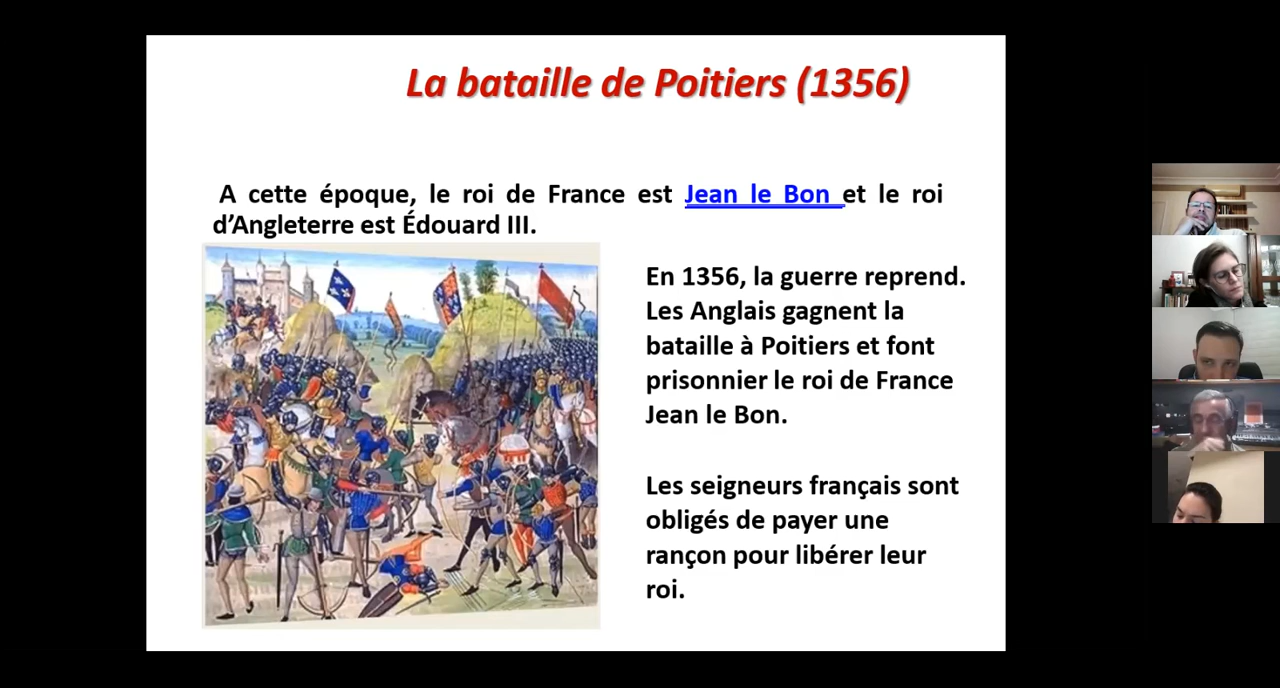 La bataille de Poitiers (1356)
A cette époque, le roi de France est Jean le Bon et le roi
d’Angleterre est Édouard III.
En 1356, la guerre reprend.
Les Anglais gagnent la
bataille à Poitiers et font
prisonnier le roi de France
Jean le Bon.
Les seigneurs français sont
obligés de payer une
rançon pour libérer leur
roi.